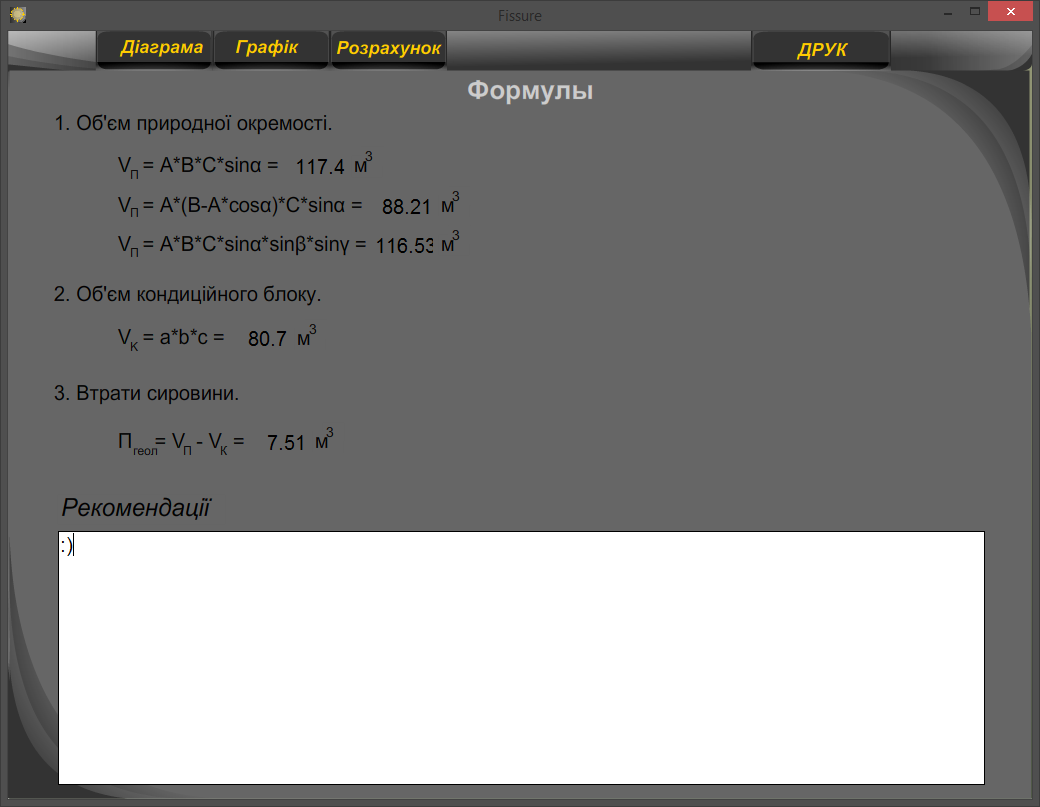 Fissure
Діаграма Графік Розрахунок ДРУК
Формулы
1. Об'єм природної окремості.
Vп = A*B*C*sinα = 117.4 м³
Vп = A*(B-A*cosα)*C*sinα = 88.21 м³
Vп = A*B*C*sinα*sinβ*sinγ = 116.53 м³
2. Об'єм кондиційного блоку.
Vк = a*b*c = 80.7 м³
3. Втрати сировини.
Пгеол= Vп - Vк = 7.51 м³
Рекомендації
:)